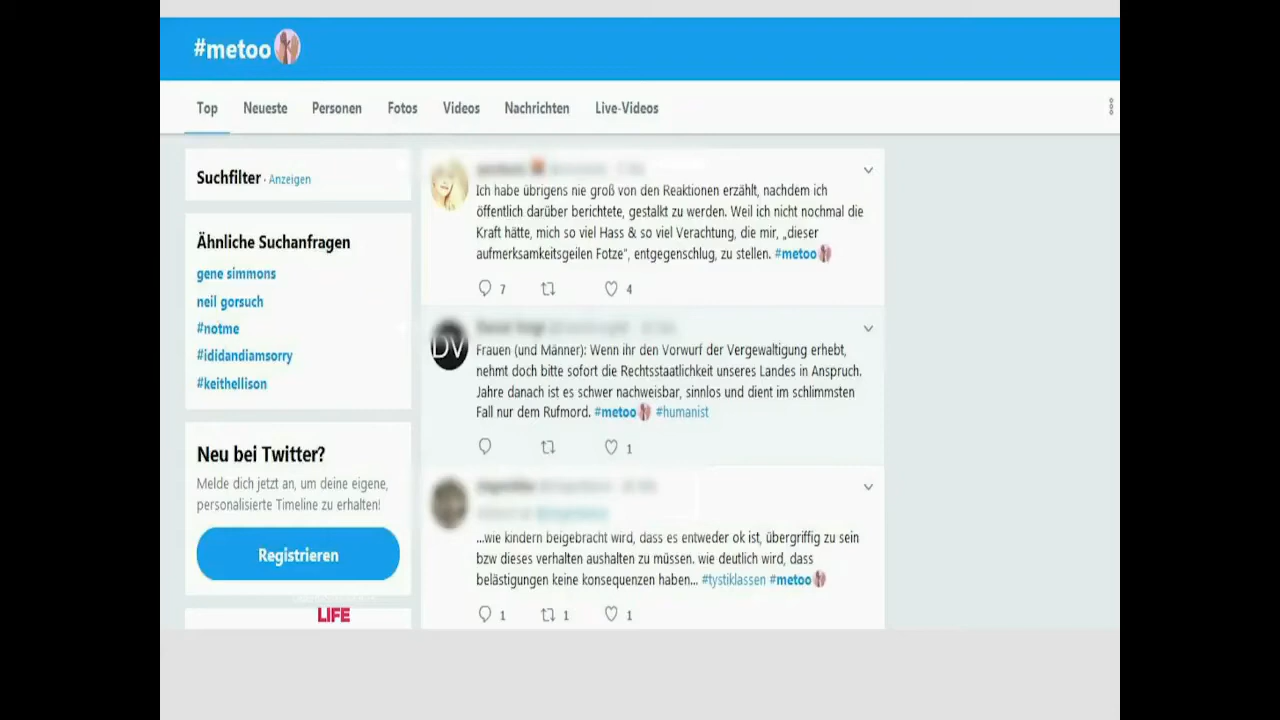 #metoo
Top Neueste Personen Fotos Videos Nachrichten Live-Videos
Suchfilter · Anzeigen
Ähnliche Suchanfragen
gene simmons
neil gorsuch
#notme
#ididandiamsorry
#keithellison
Neu bei Twitter?
Melde dich jetzt an, um deine eigene,
personalisierte Timeline zu erhalten!
Registrieren
LIFE
Ich habe übrigens nie groß von den Reaktionen erzählt, nachdem ich
öffentlich darüber berichtete, gestalkt zu werden. Weil ich nicht nochmal die
Kraft hätte, mich so viel Hass & so viel Verachtung, die mir, „dieser
aufmerksamkeitsgeilen Fotze“, entgegenschlug, zu stellen. #metoo
7 4
DV
Frauen (und Männer): Wenn ihr den Vorwurf der Vergewaltigung erhebt,
nehmt doch bitte sofort die Rechtsstaatlichkeit unseres Landes in Anspruch.
Jahre danach ist es schwer nachweisbar, sinnlos und dient im schlimmsten
Fall nur dem Rufmord. #metoo #humanist
1
...wie kindern beigebracht wird, dass es entweder ok ist, übergriffig zu sein
bzw dieses verhalten aushalten zu müssen. wie deutlich wird, dass
belästigungen keine konsequenzen haben... #tystiklassen #metoo
1 1 1